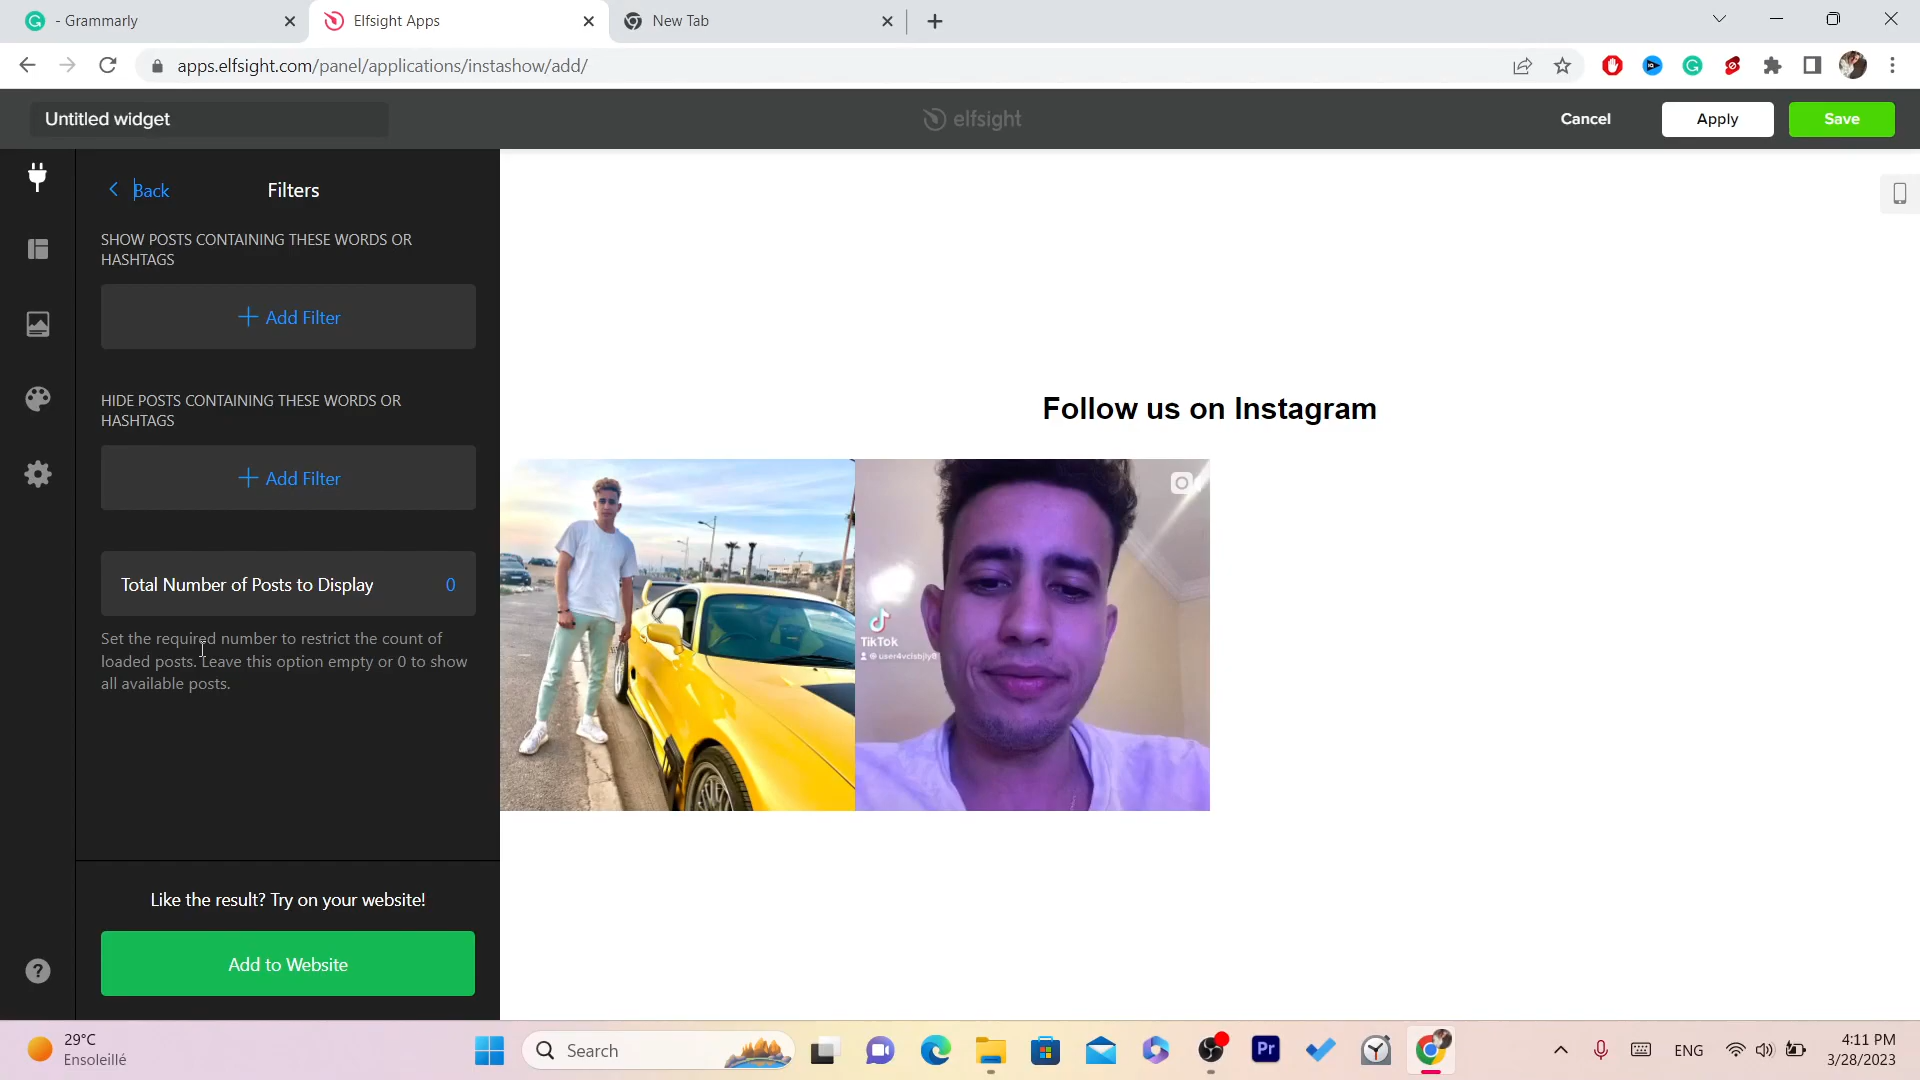 - Grammarly
Elfsight Apps
New Tab
apps.elfsight.com/panel/applications/instashow/add/
Untitled widget
elfsight
Cancel
Apply
Save
Back
Filters
SHOW POSTS CONTAINING THESE WORDS OR
HASHTAGS
Add Filter
HIDE POSTS CONTAINING THESE WORDS OR
HASHTAGS
Add Filter
Total Number of Posts to Display 0
Set the required number to restrict the count of
loaded posts. Leave this option empty or 0 to show
all available posts.
Like the result? Try on your website!
Add to Website
Follow us on Instagram
TikTok
29°C
Ensoleillé
Search
Pr
ENG
4:11 PM
3/28/2023